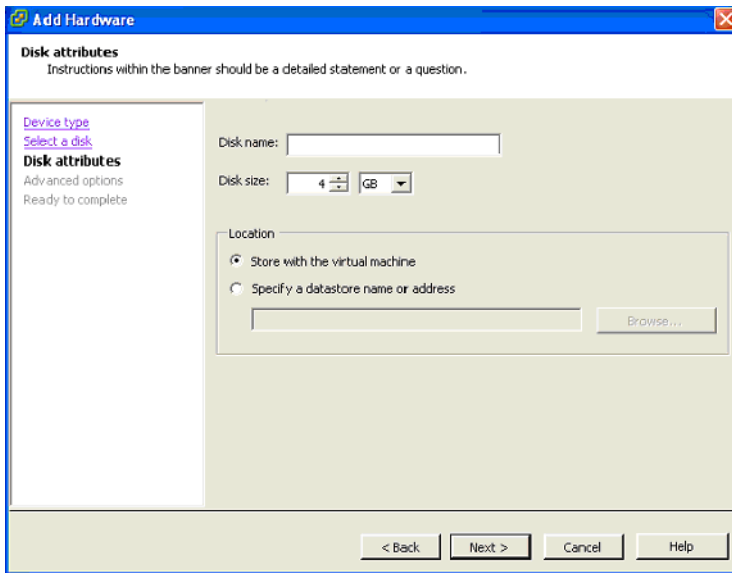 Add Hardware
Disk attributes
Instructions within the banner should be a detailed statement or a question.
Device type
Select a disk
Disk attributes
Advanced options
Ready to complete
Disk name:
Disk size: 4 GB
Location
Store with the virtual machine
Specify a datastore name or address
Browse...
< Back Next > Cancel Help